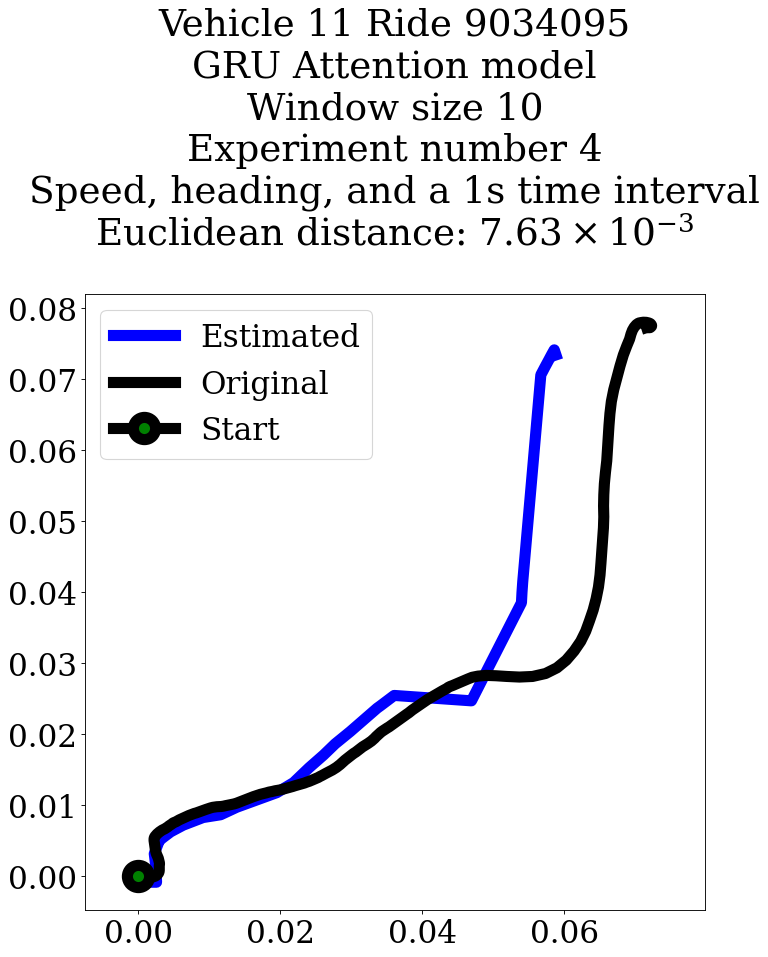 Vehicle 11 Ride 9034095
GRU Attention model
Window size 10
Experiment number 4
Speed, heading, and a 1s time interval
Euclidean distance: 7.63 × 10⁻³
0.08
Estimated
0.07
Original
Start
0.06
0.05
0.04
0.03
0.02
0.01
0.00
0.00 0.02 0.04 0.06